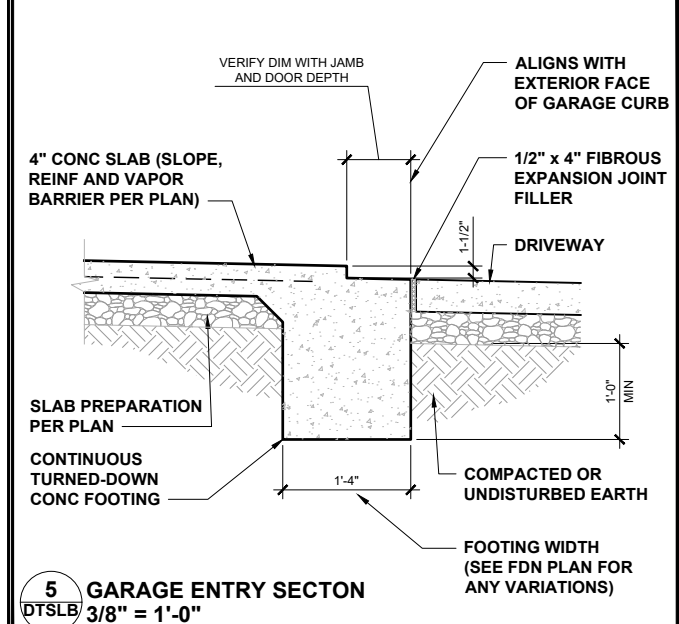 VERIFY DIM WITH JAMB
AND DOOR DEPTH
ALIGNS WITH
EXTERIOR FACE
OF GARAGE CURB
4" CONC SLAB (SLOPE,
REINF AND VAPOR
BARRIER PER PLAN)
1/2" x 4" FIBROUS
EXPANSION JOINT
FILLER
1-1/2"
DRIVEWAY
SLAB PREPARATION
PER PLAN
1'-0"
MIN
CONTINUOUS
TURNED-DOWN
CONC FOOTING
1'-4"
COMPACTED OR
UNDISTURBED EARTH
FOOTING WIDTH
(SEE FDN PLAN FOR
ANY VARIATIONS)
5
DTSLB
GARAGE ENTRY SECTON
3/8" = 1'-0"